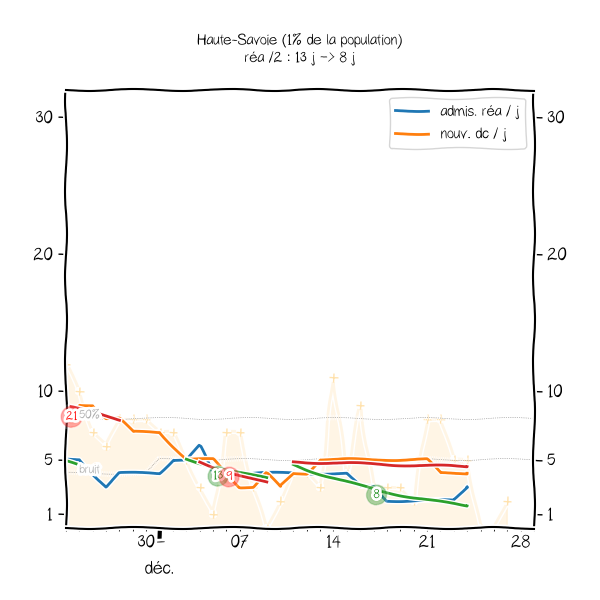 Haute-Savoie (1% de la population)
réa /2 : 13 j -> 8 j
admis. réa / j
nouv. dc / j
30 30
20 20
10 10
21 50%
5 5
bruit
13 9
8
1 1
30 07 14 21 28
déc.